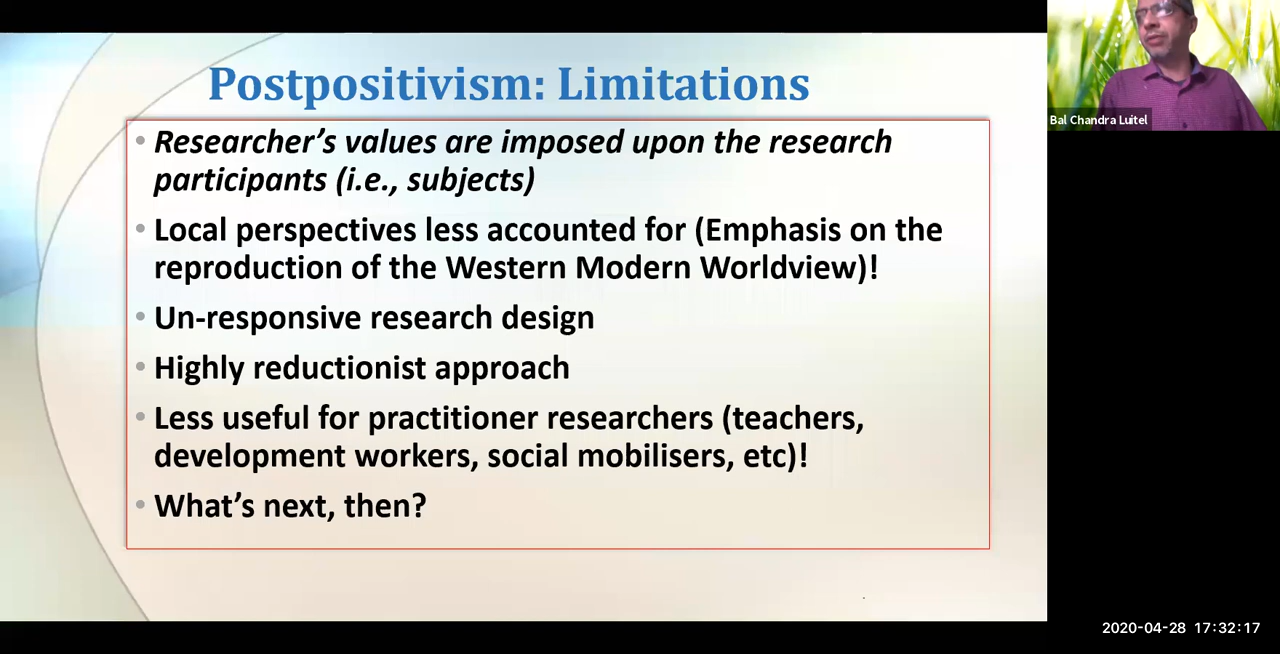 Postpositivism: Limitations
• Researcher’s values are imposed upon the research
participants (i.e., subjects)
• Local perspectives less accounted for (Emphasis on the
reproduction of the Western Modern Worldview)!
• Un-responsive research design
• Highly reductionist approach
• Less useful for practitioner researchers (teachers,
development workers, social mobilisers, etc)!
• What’s next, then?
Bal Chandra Luitel
2020-04-28 17:32:17